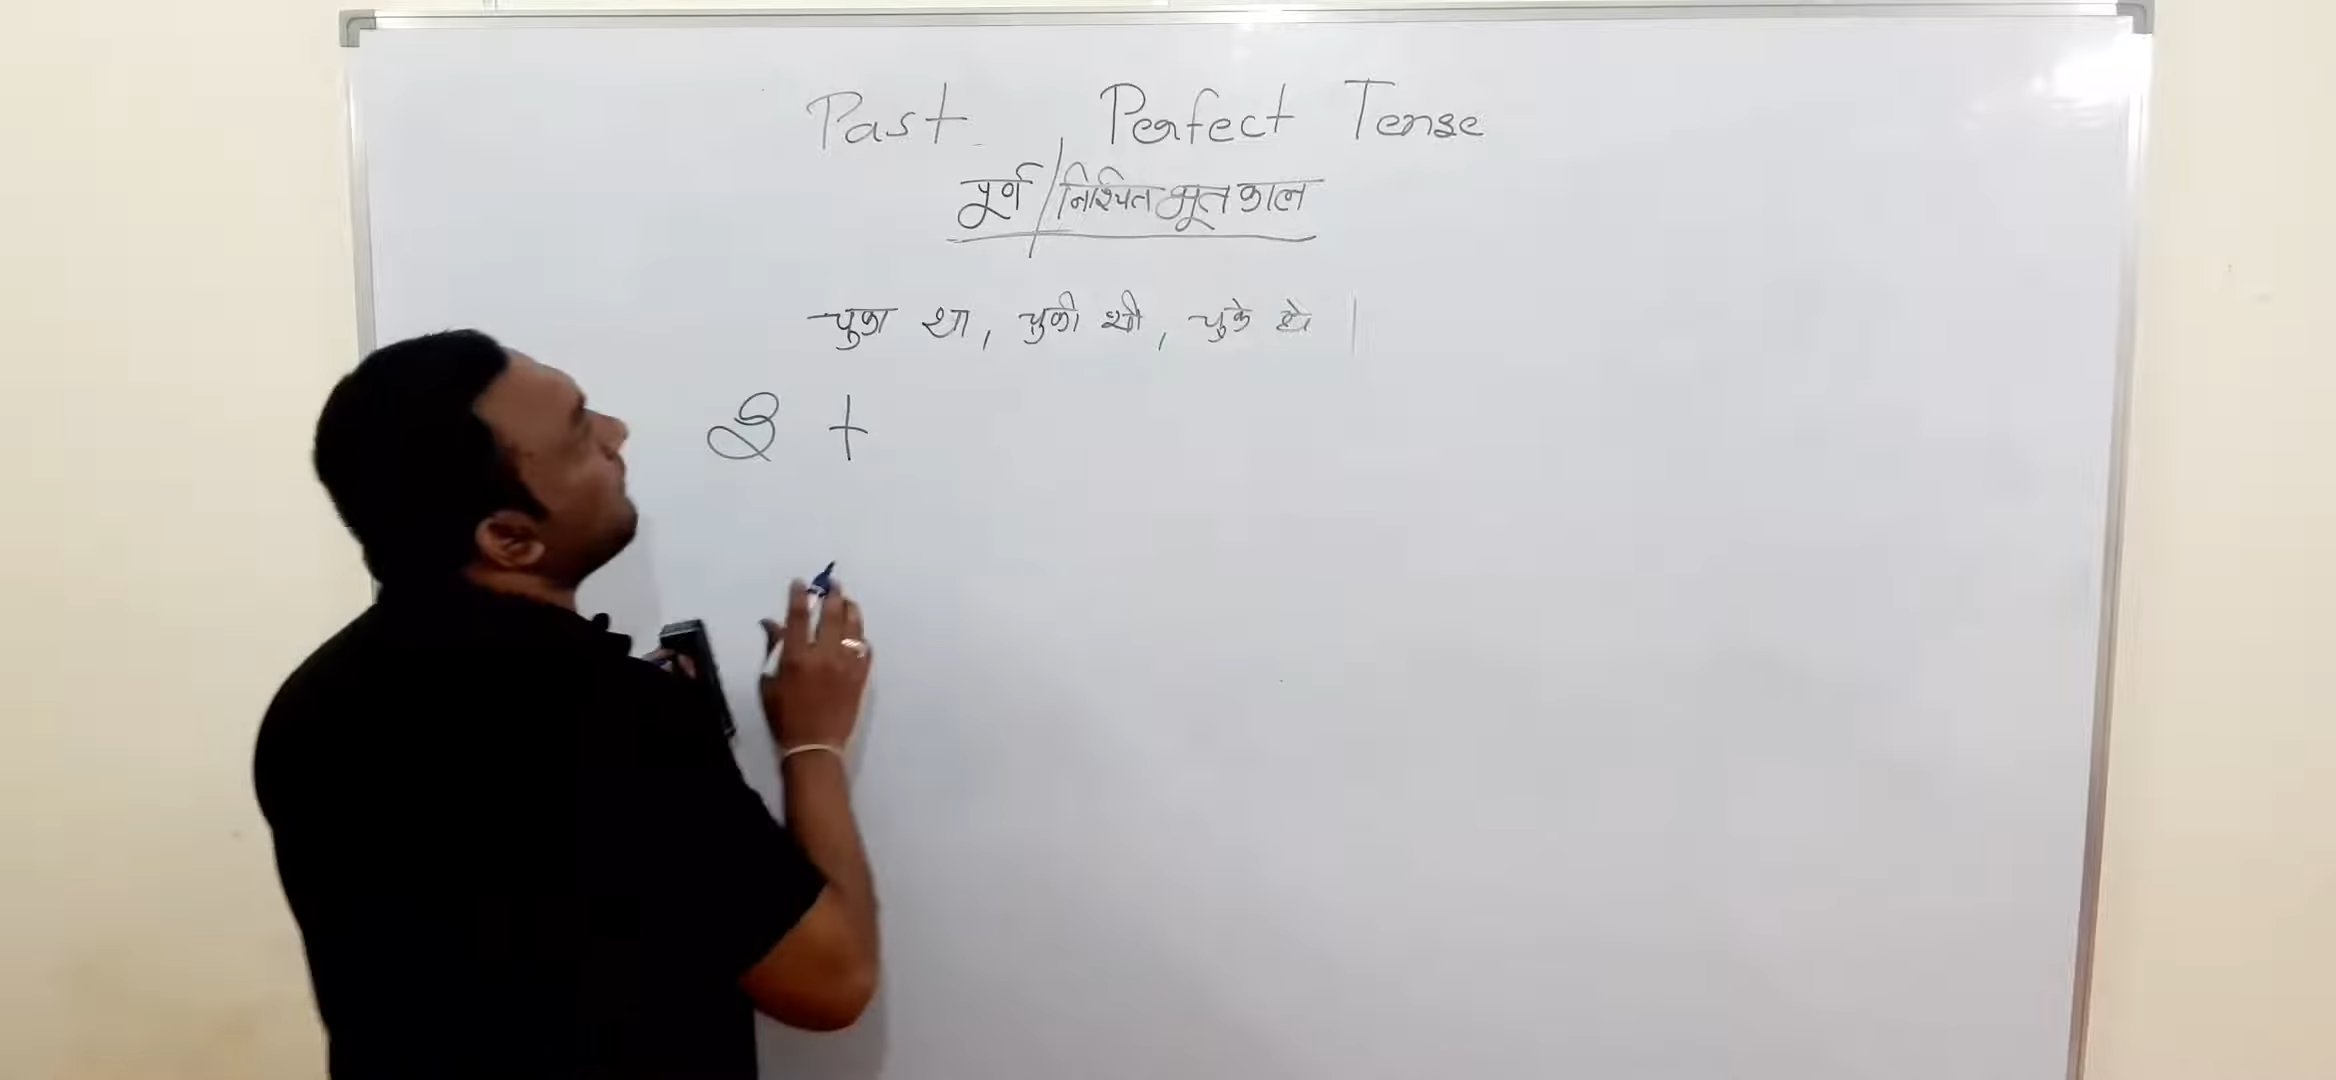 Past Perfect Tense
पूर्ण / निश्चित भूतकाल
चुका था, चुकी थी, चुके थे |
S +